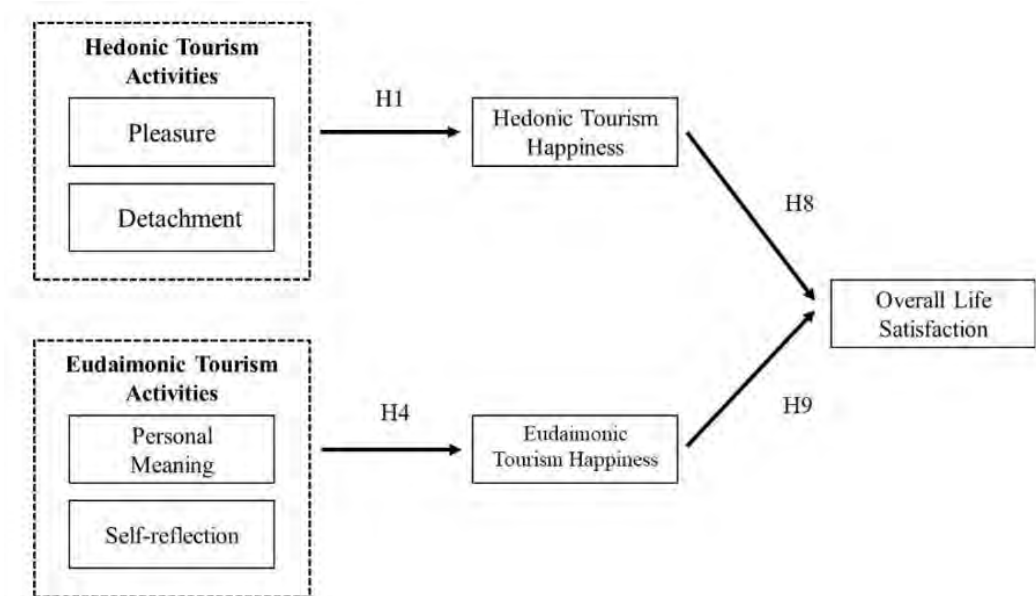 Hedonic Tourism
Activities
Pleasure
Detachment
H1
Hedonic Tourism
Happiness
H8
Overall Life
Satisfaction
Eudaimonic Tourism
Activities
Personal
Meaning
Self-reflection
H4
Eudaimonic
Tourism Happiness
H9